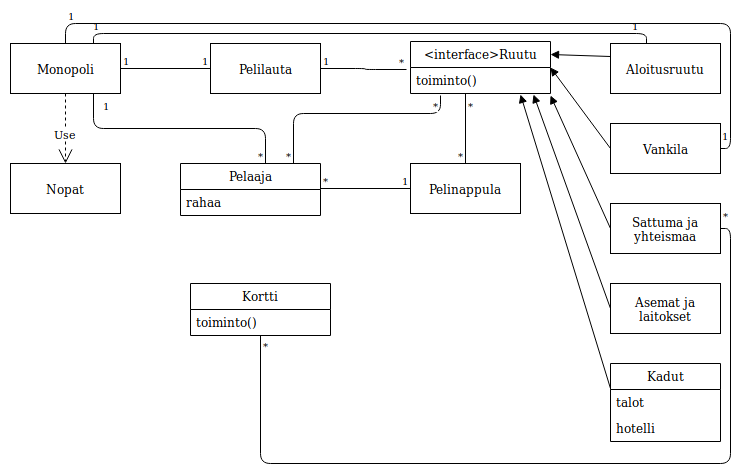 1
1
1
Monopoli
1
1
Pelilauta
1
*
<interface>Ruutu
toiminto()
Aloitusruutu
1
*
*
Use
1
Vankila
*
*
*
Nopat
Pelaaja
rahaa
*
1
Pelinappula
Sattuma ja
yhteismaa
*
Kortti
toiminto()
*
Asemat ja
laitokset
Kadut
talot
hotelli